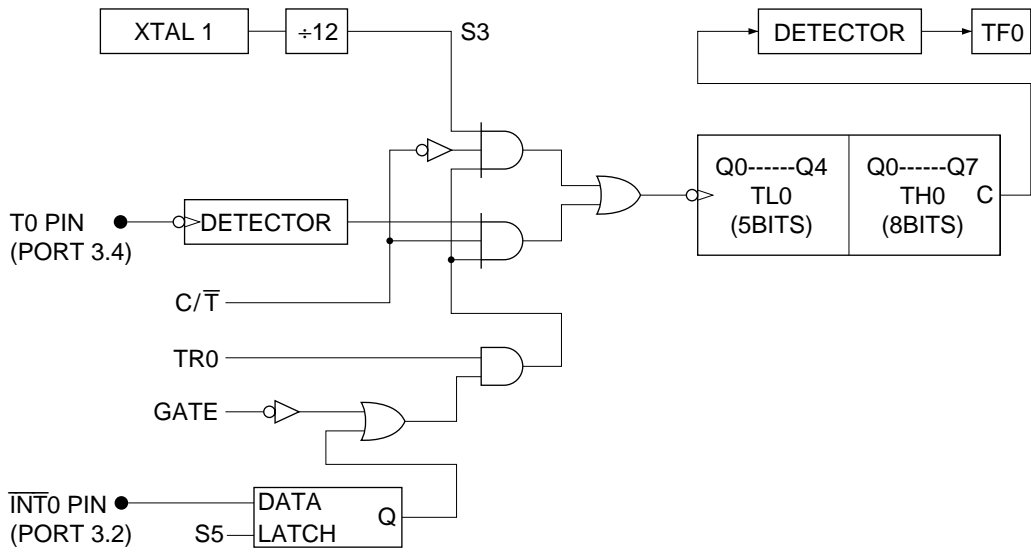 XTAL 1
÷12
S3
DETECTOR
TF0
Q0------Q4
TL0
(5BITS)
Q0------Q7
TH0
(8BITS)
C
T0 PIN
(PORT 3.4)
DETECTOR
C/T̅
TR0
GATE
I̅N̅T̅0 PIN
(PORT 3.2)
S5
DATA
LATCH
Q